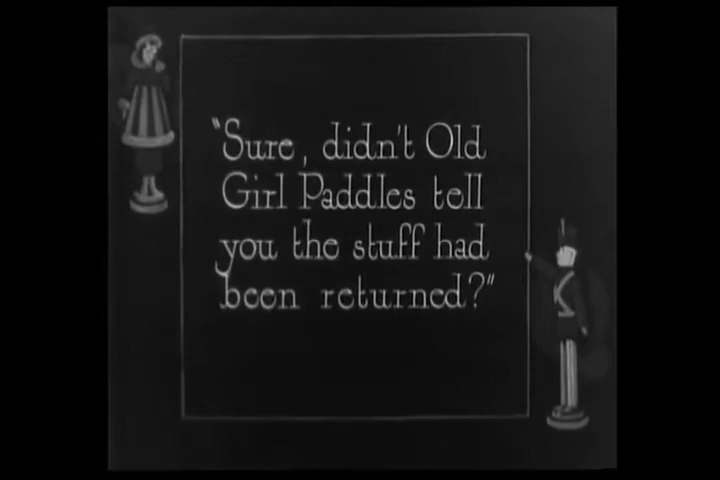 "Sure, didn't Old
Girl Paddles tell
you the stuff had
been returned?"